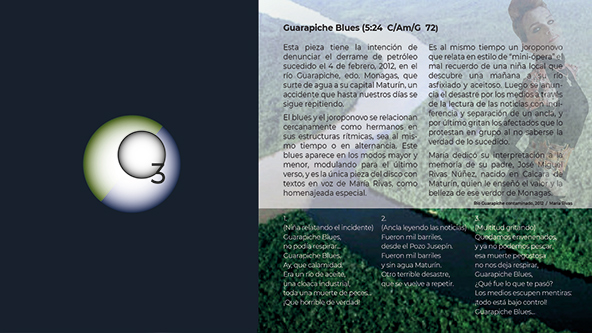 3
Guarapiche Blues (5:24 C/Am/G 72)
Esta pieza tiene la intención de
denunciar el derrame de petróleo
sucedido el 4 de febrero, 2012, en el
río Guarapiche, edo. Monagas, que
surte de agua a su capital Maturín, un
accidente que hasta nuestros días se
sigue repitiendo.
El blues y el joroponovo se relacionan
cercanamente como hermanos en
sus estructuras rítmicas, sea al mis-
mo tiempo o en alternancia. Este
blues aparece en los modos mayor y
menor, modulando para el último
verso, y es la única pieza del disco con
textos en voz de María Rivas, como
homenajeada especial.
Es al mismo tiempo un joroponovo
que relata en estilo de "mini-ópera" el
mal recuerdo de una niña local que
descubre una mañana a su río
asfixiado y aceitoso. Luego se anun-
cia el desastre por los medios a través
de la lectura de las noticias con indi-
ferencia y separación de un ancla, y
por último gritan los afectados que lo
protestan en grupo al no saberse la
verdad de lo sucedido.
María dedicó su interpretación a la
memoria de su padre, José Miguel
Rivas Núñez, nacido en Caicara de
Maturín, quien le enseñó el valor y la
belleza de ese verdor de Monagas.
Río Guarapiche contaminado, 2012 / María Rivas
1.
(Niña relatando el incidente)
Guarapiche Blues,
no podía respirar...
Guarapiche Blues..
Ay, que calamidad:
Era un río de aceite,
una cloaca industrial,
toda una muerte de peces...
¡Qué horrible de verdad!
2.
(Ancla leyendo las noticias)
Fueron mil barriles,
desde el Pozo Jusepín.
Fueron mil barriles
y sin agua Maturín.
Otro terrible desastre,
que se vuelve a repetir.
3.
(Multitud gritando)
Quedamos envenenados,
y ya no podemos pescar,
esa muerte pegustosa
no nos deja respirar,
Guarapiche Blues,
¿Qué fue lo que te pasó?
Los medios escupen mentiras:
¡todo está bajo control!
Guarapiche Blues...